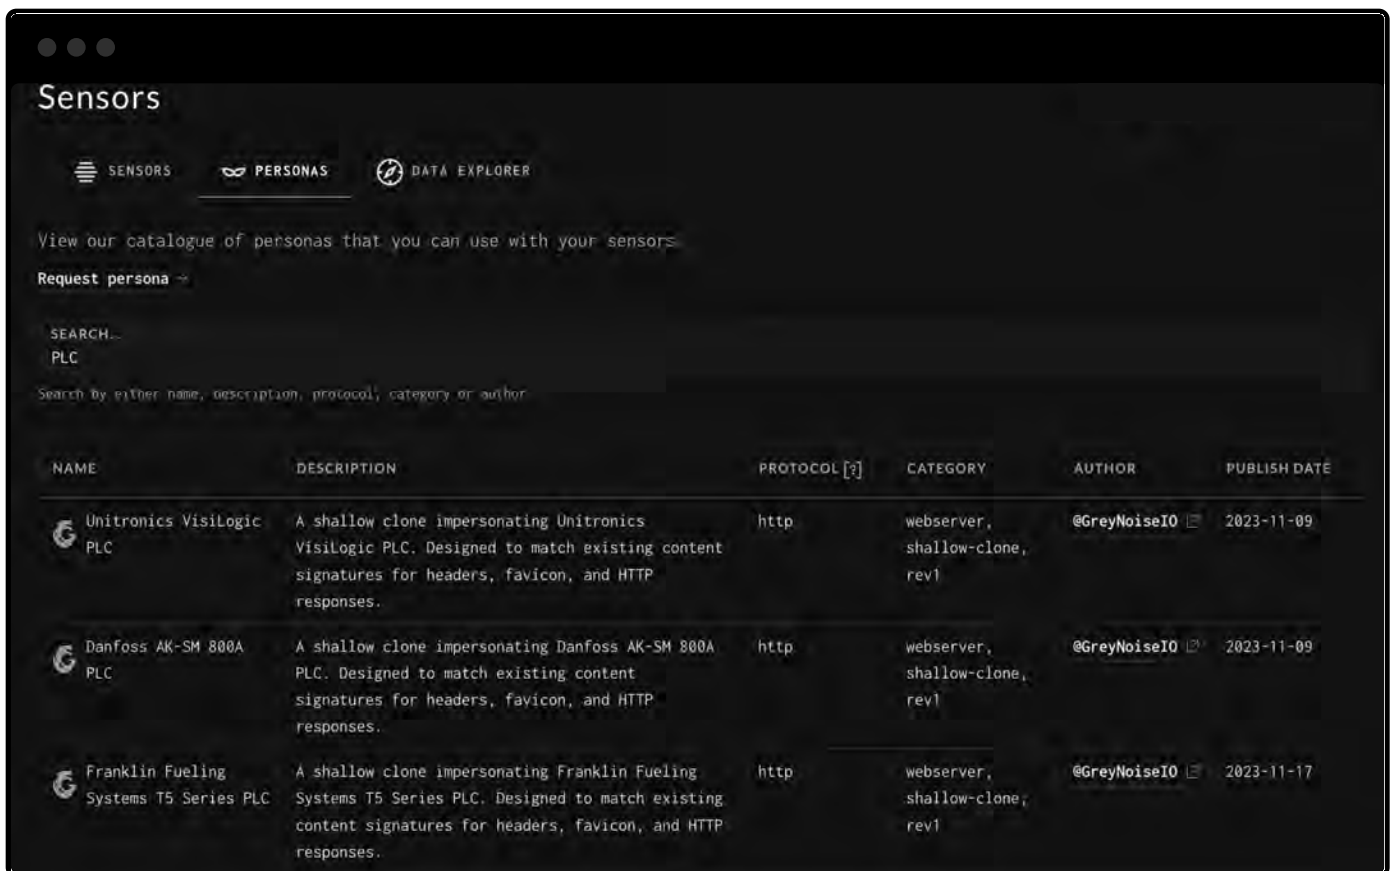 Sensors
SENSORS PERSONAS DATA EXPLORER
View our catalogue of personas that you can use with your sensors
Request persona →
SEARCH...
PLC
Search by either name, description, protocol, category or author
NAME DESCRIPTION PROTOCOL [?] CATEGORY AUTHOR PUBLISH DATE
Unitronics VisiLogic A shallow clone impersonating Unitronics http webserver, @GreyNoiseIO 2023-11-09
PLC VisiLogic PLC. Designed to match existing content shallow-clone,
signatures for headers, favicon, and HTTP rev1
responses.
Danfoss AK-SM 800A A shallow clone impersonating Danfoss AK-SM 800A http webserver, @GreyNoiseIO 2023-11-09
PLC PLC. Designed to match existing content shallow-clone,
signatures for headers, favicon, and HTTP rev1
responses.
Franklin Fueling A shallow clone impersonating Franklin Fueling http webserver, @GreyNoiseIO 2023-11-17
Systems T5 Series PLC Systems T5 Series PLC. Designed to match existing shallow-clone,
content signatures for headers, favicon, and HTTP rev1
responses.